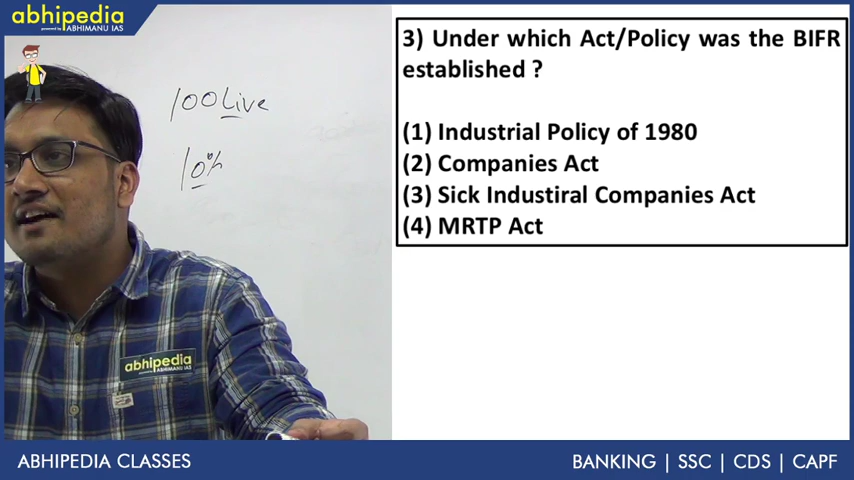 abhipedia
powered by ABHIMANU IAS
100 Live
10%
abhipedia
ABHIMANU IAS
3) Under which Act/Policy was the BIFR
established ?
(1) Industrial Policy of 1980
(2) Companies Act
(3) Sick Industiral Companies Act
(4) MRTP Act
ABHIPEDIA CLASSES
BANKING | SSC | CDS | CAPF